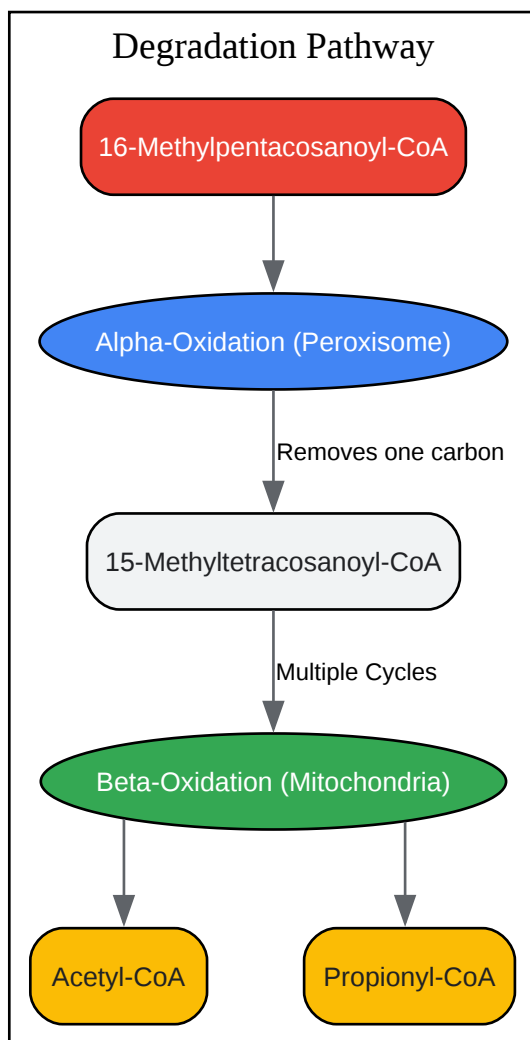 Degradation Pathway
16-Methylpentacosanoyl-CoA
Alpha-Oxidation (Peroxisome)
Removes one carbon
15-Methyltetracosanoyl-CoA
Multiple Cycles
Beta-Oxidation (Mitochondria)
Acetyl-CoA
Propionyl-CoA